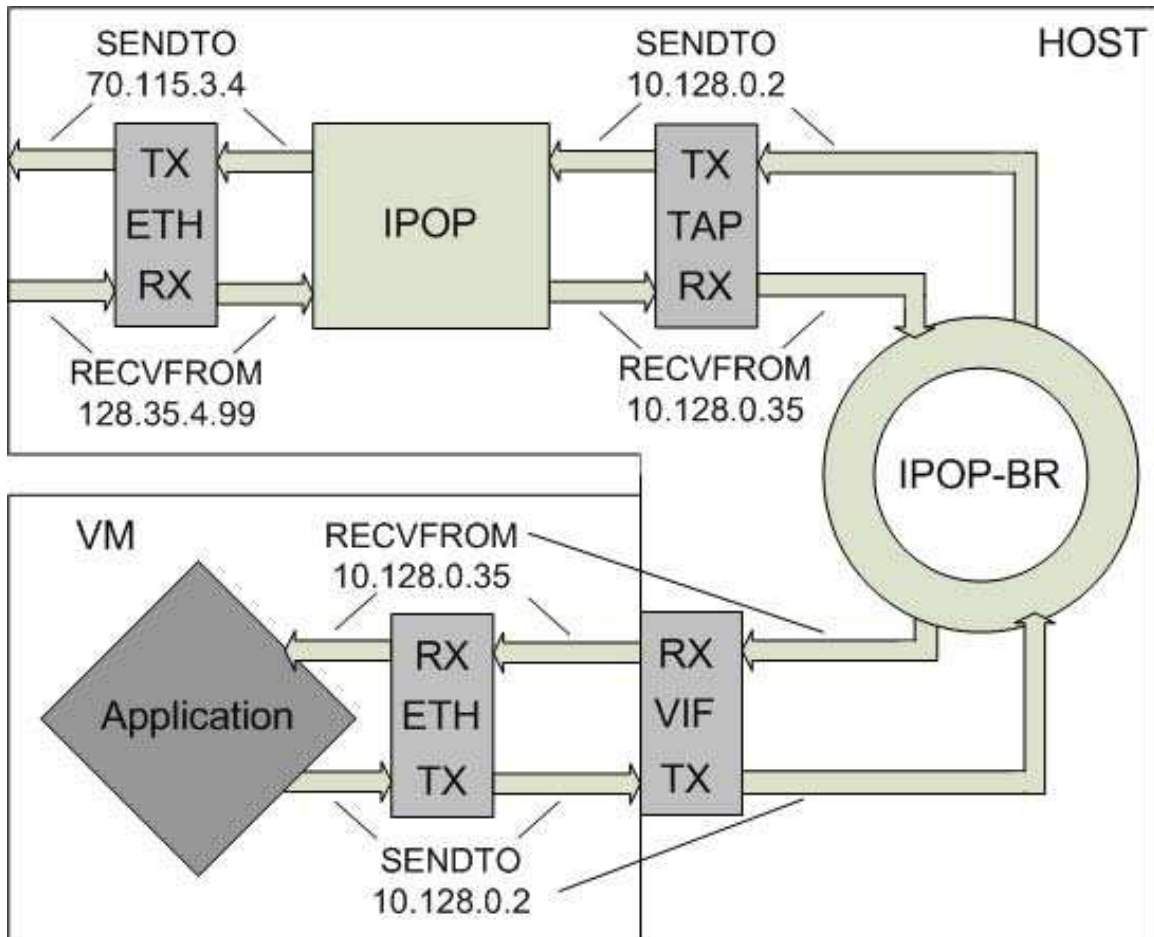 SENDTO
70.115.3.4
SENDTO
10.128.0.2
HOST
TX
ETH
RX
IPOP
TX
TAP
RX
RECVFROM
128.35.4.99
RECVFROM
10.128.0.35
IPOP-BR
VM
RECVFROM
10.128.0.35
Application
RX
ETH
TX
RX
VIF
TX
SENDTO
10.128.0.2